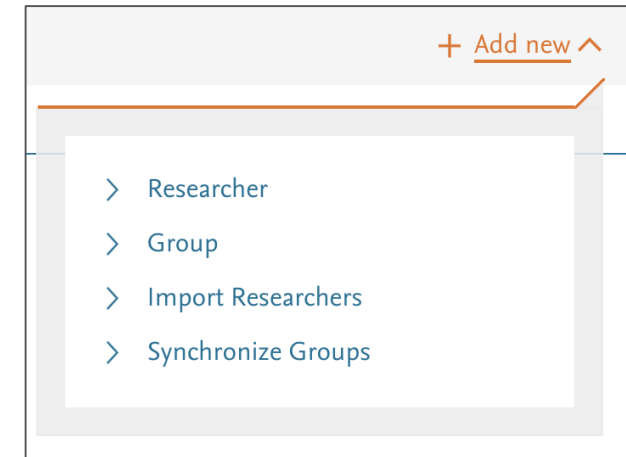 + Add new
Researcher
Group
Import Researchers
Synchronize Groups